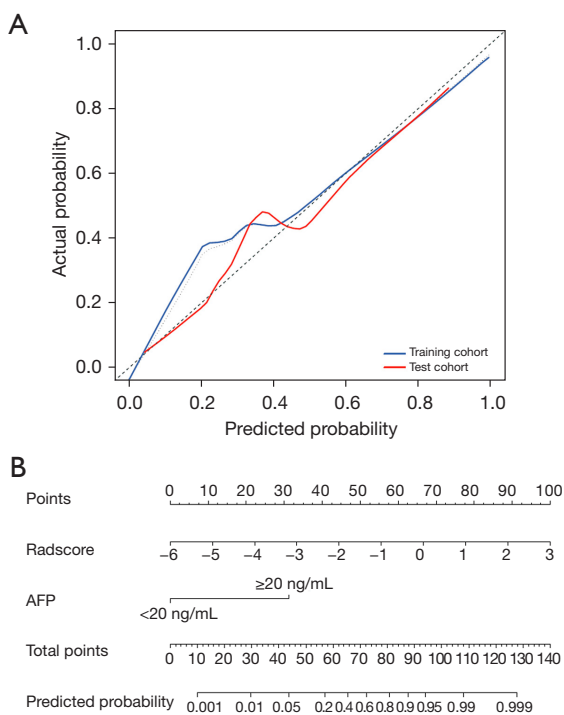 A
1.0
0.8
0.6
0.4
0.2
0.0
Actual probability
Training cohort
Test cohort
0.0 0.2 0.4 0.6 0.8 1.0
Predicted probability
B
Points 0 10 20 30 40 50 60 70 80 90 100
Radscore −6 −5 −4 −3 −2 −1 0 1 2 3
≥20 ng/mL
AFP
<20 ng/mL
Total points 0 10 20 30 40 50 60 70 80 90 100 110 120 130 140
Predicted probability 0.001 0.01 0.05 0.2 0.4 0.6 0.8 0.9 0.95 0.99 0.999